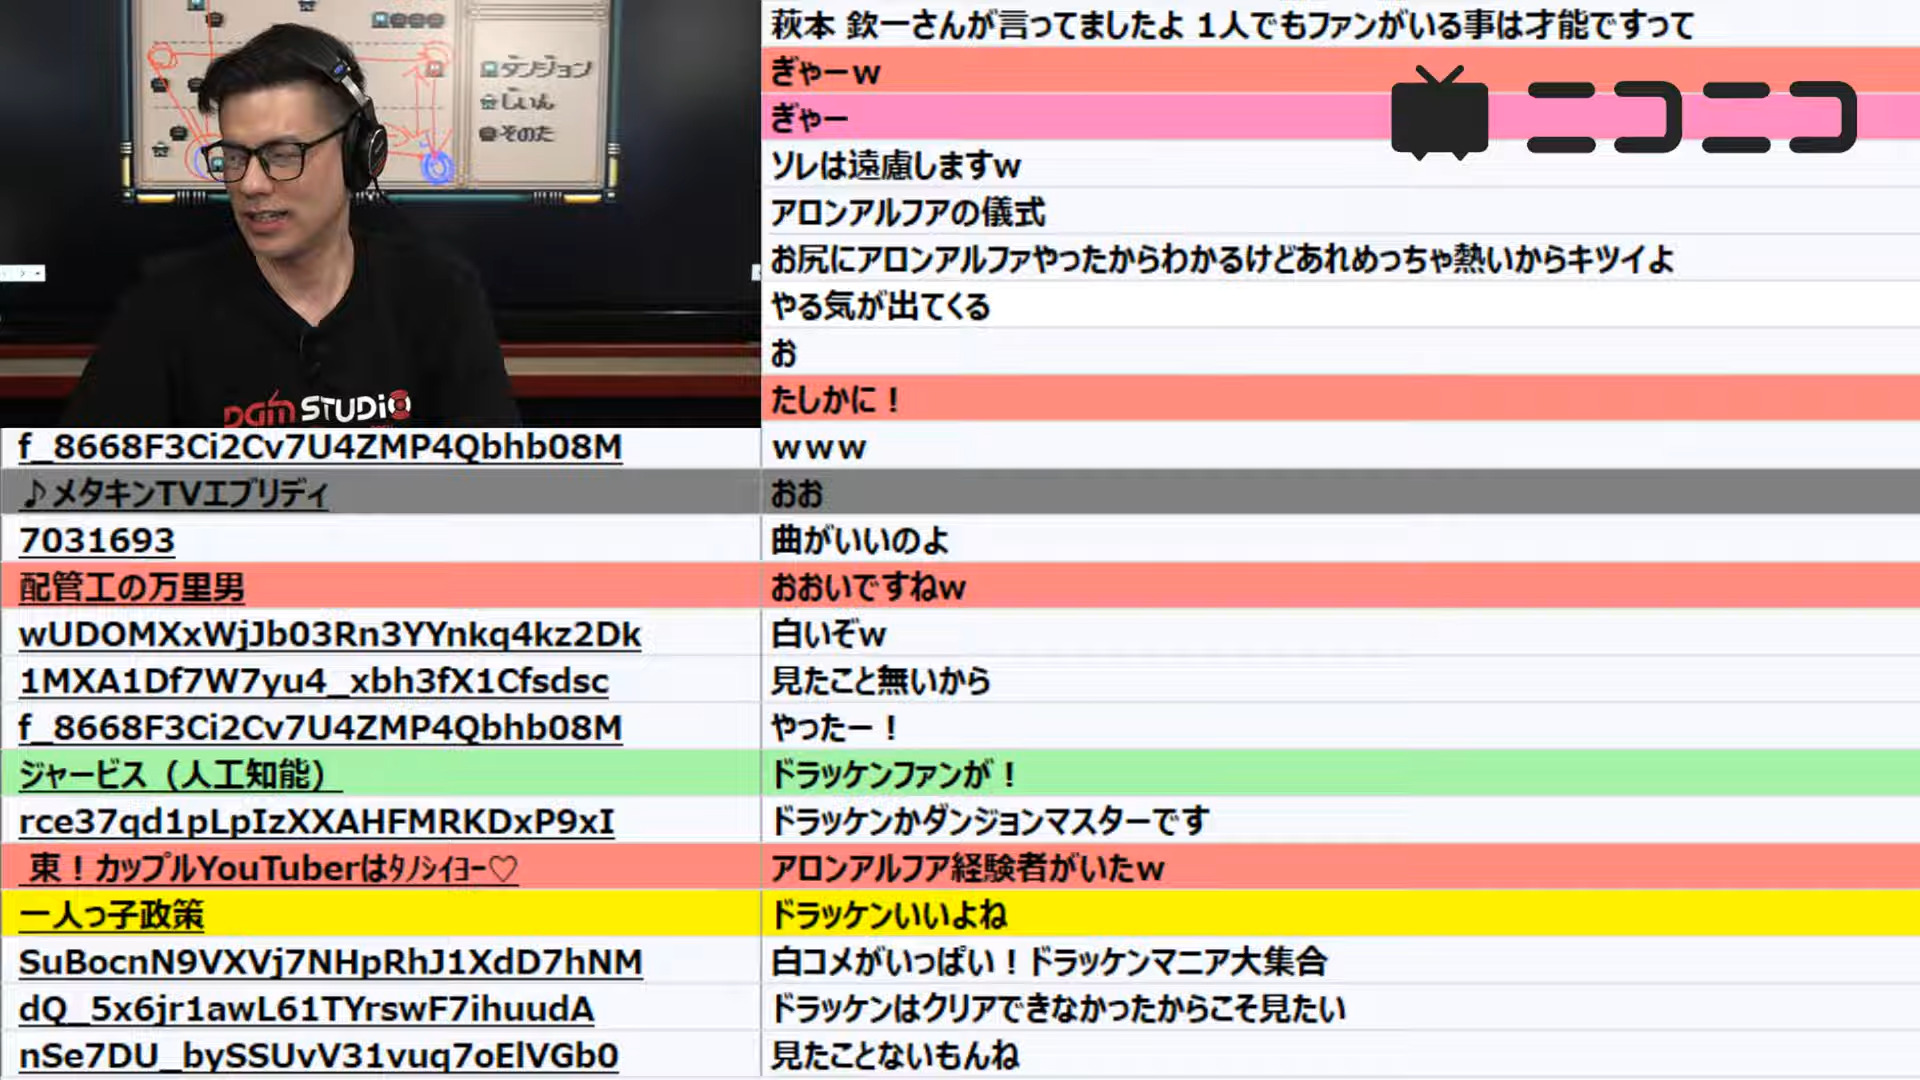 ダンジョン
じいん
そのた
DGM STUDIO
萩本 欽一さんが言ってましたよ 1人でもファンがいる事は才能ですって
ぎゃーw
ぎゃー
ソレは遠慮しますw
アロンアルフアの儀式
お尻にアロンアルファやったからわかるけどあれめっちゃ熱いからキツイよ
やる気が出てくる
お
たしかに！
ニコニコ
f_8668F3Ci2Cv7U4ZMP4Qbhb08M ｗｗｗ
♪メタキンTVエブリディ おお
7031693 曲がいいのよ
配管工の万里男 おおいですねw
wUDOMXxWjJb03Rn3YYnkq4kz2Dk 白いぞw
1MXA1Df7W7yu4_xbh3fX1Cfsdsc 見たこと無いから
f_8668F3Ci2Cv7U4ZMP4Qbhb08M やったー！
ジャービス（人工知能） ドラッケンファンが！
rce37qd1pLpIzXXAHFMRKDxP9xI ドラッケンかダンジョンマスターです
東！カップルYouTuberはﾀﾉｼｲﾖｰ♡ アロンアルフア経験者がいたw
一人っ子政策 ドラッケンいいよね
SuBocnN9VXVj7NHpRhJ1XdD7hNM 白コメがいっぱい！ドラッケンマニア大集合
dQ_5x6jr1awL61TYrswF7ihuudA ドラッケンはクリアできなかったからこそ見たい
nSe7DU_bySSUvV31vuq7oElVGb0 見たことないもんね